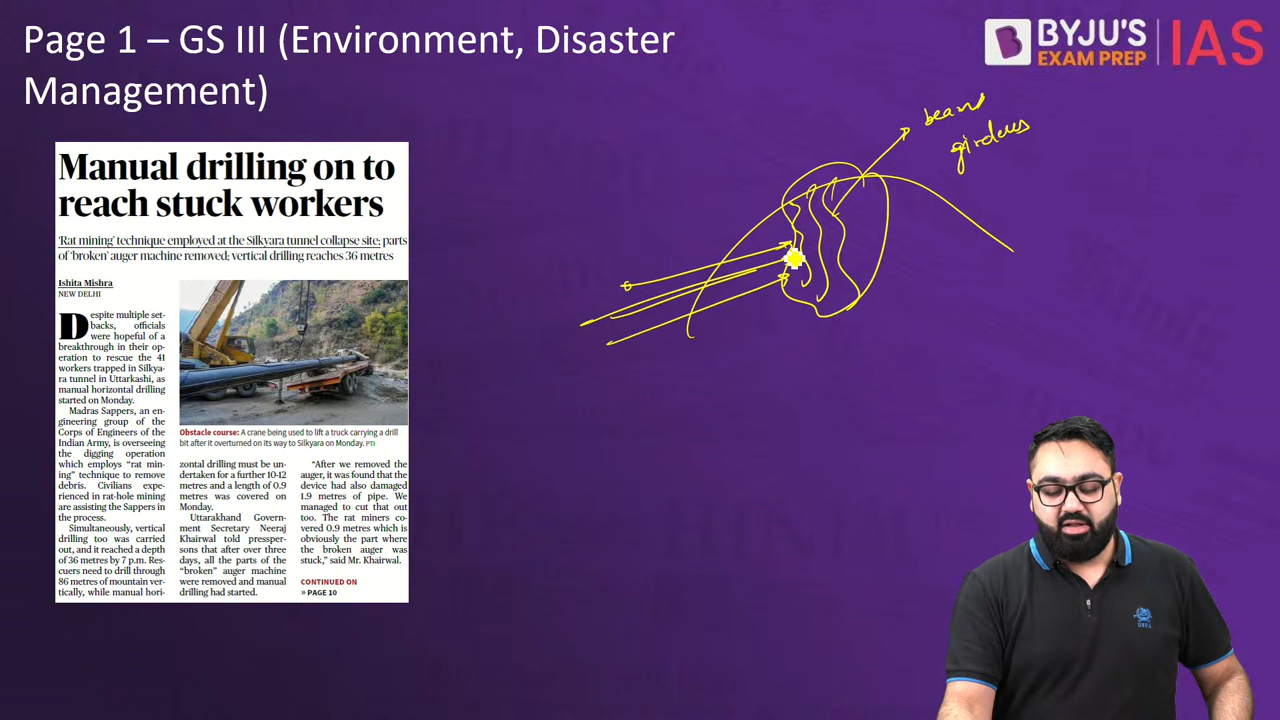 Page 1 – GS III (Environment, Disaster
Management)
BYJU'S
EXAM PREP
IAS
beams
girders
Manual drilling on to
reach stuck workers
'Rat mining' technique employed at the Silkyara tunnel collapse site; parts
of 'broken' auger machine removed; vertical drilling reaches 36 metres
Ishita Mishra
NEW DELHI
Despite multiple set-
backs, officials
were hopeful of a
breakthrough in their op-
eration to rescue the 41
workers trapped in Silkya-
ra tunnel in Uttarkashi, as
manual horizontal drilling
started on Monday.
Madras Sappers, an en-
gineering group of the
Corps of Engineers of the
Indian Army, is overseeing
the digging operation
which employs "rat min-
ing" technique to remove
debris. Civilians expe-
rienced in rat-hole mining
are assisting the Sappers in
the process.
Simultaneously, vertical
drilling too was carried
out, and it reached a depth
of 36 metres by 7 p.m. Res-
cuers need to drill through
86 metres of mountain ver-
tically, while manual hori-
Obstacle course: A crane being used to lift a truck carrying a drill
bit after it overturned on its way to Silkyara on Monday. PTI
zontal drilling must be un-
dertaken for a further 10-12
metres and a length of 0.9
metres was covered on
Monday.
Uttarakhand Govern-
ment Secretary Neeraj
Khairwal told pressper-
sons that after over three
days, all the parts of the
"broken" auger machine
were removed and manual
drilling had started.
"After we removed the
auger, it was found that the
device had also damaged
1.9 metres of pipe. We
managed to cut that out
too. The rat miners co-
vered 0.9 metres which is
obviously the part where
the broken auger was
stuck," said Mr. Khairwal.
CONTINUED ON
» PAGE 10